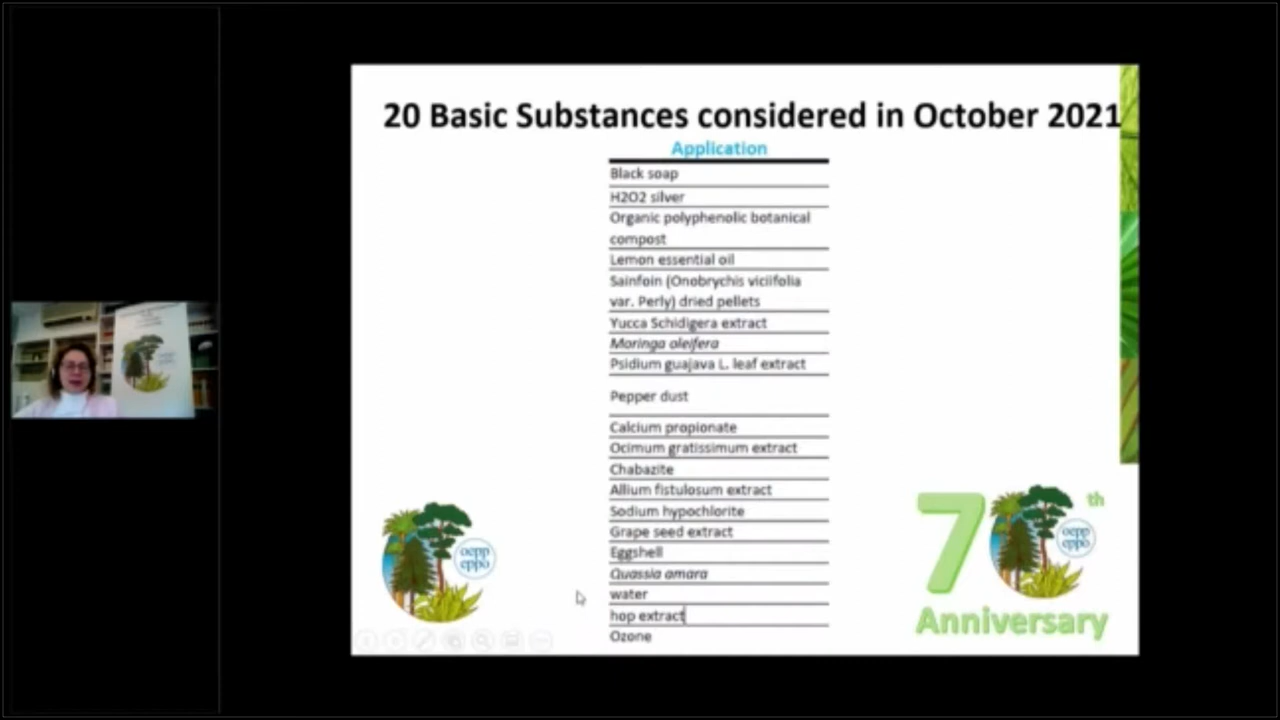 20 Basic Substances considered in October 2021
Application
Black soap
H2O2 silver
Organic polyphenolic botanical
compost
Lemon essential oil
Sainfoin (Onobrychis viciifolia
var. Perly) dried pellets
Yucca Schidigera extract
Moringa oleifera
Psidium guajava L. leaf extract
Pepper dust
Calcium propionate
Ocimum gratissimum extract
Chabazite
Allium fistulosum extract
Sodium hypochlorite
Grape seed extract
Eggshell
Quassia amara
water
hop extract
Ozone
oepp
eppo
7
th
oepp
eppo
Anniversary